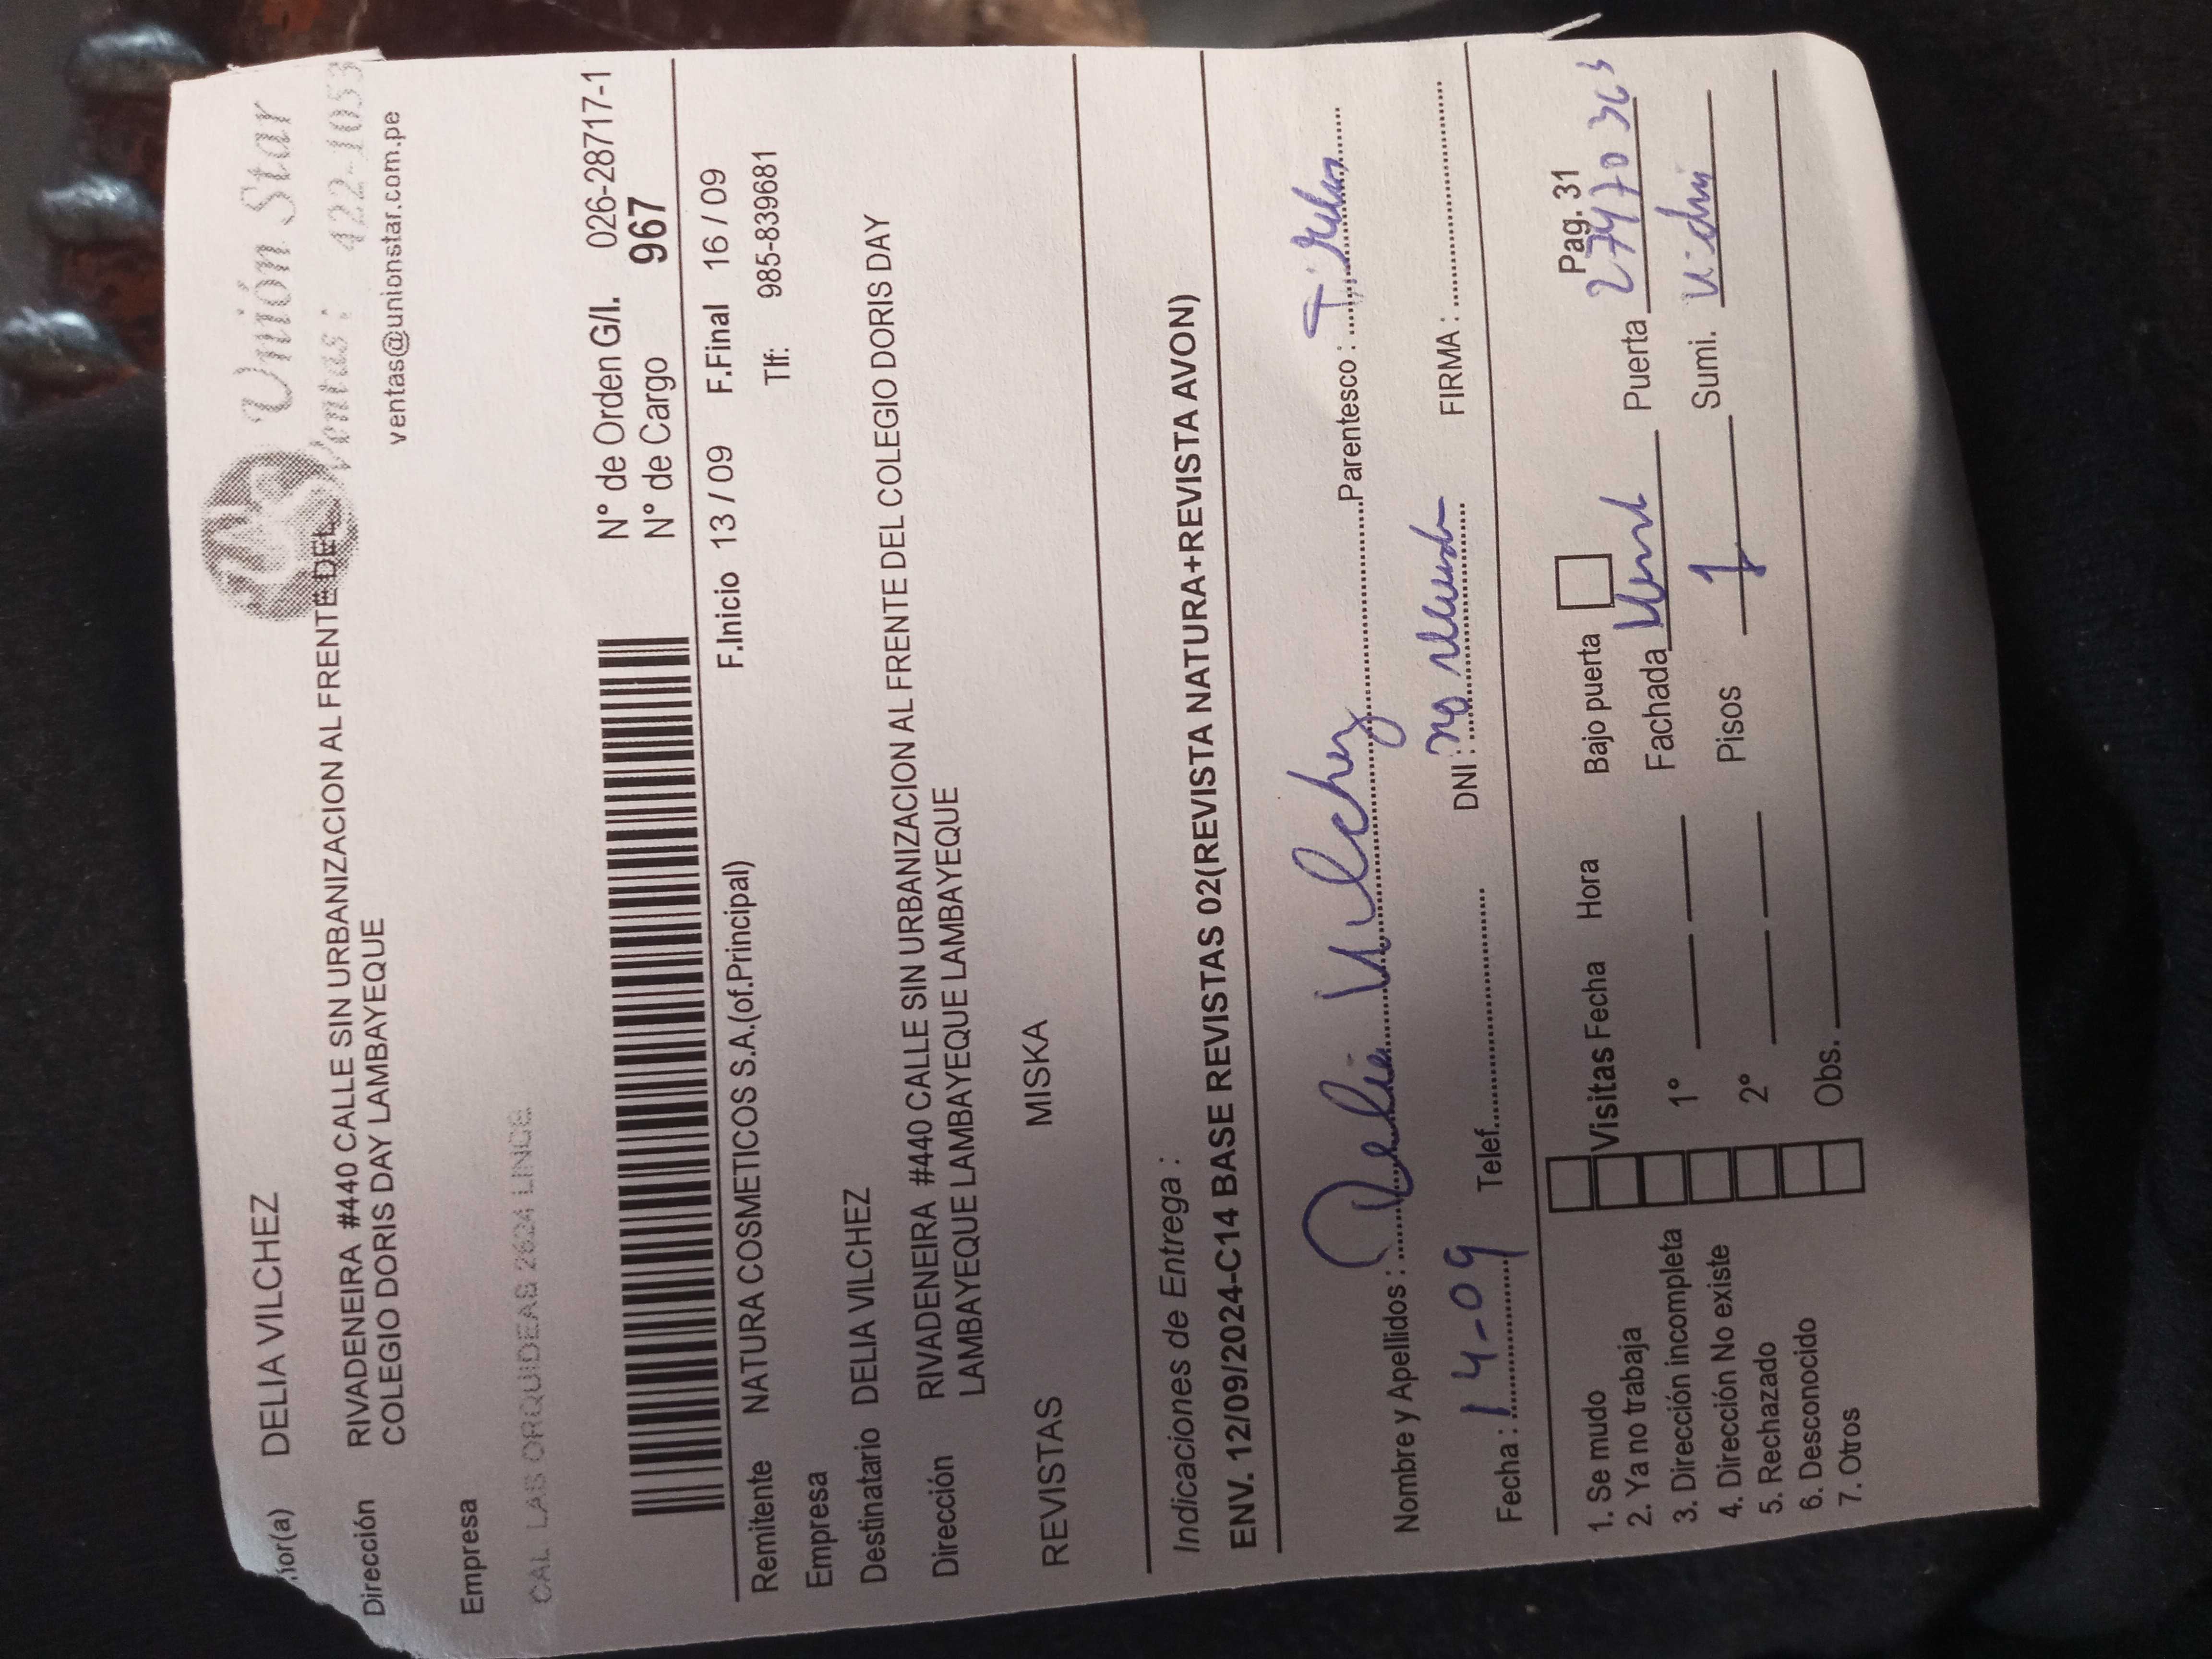 ñor(a) DELIA VILCHEZ
Unión Star
Ventas: 422-1053
ventas@unionstar.com.pe
Dirección RIVADENEIRA #440 CALLE SIN URBANIZACION AL FRENTE DEL
COLEGIO DORIS DAY LAMBAYEQUE
Empresa
CAL LAS ORQUIDEAS 2624 LINCE
N° de Orden G/I. 026-28717-1
N° de Cargo 967
F.Inicio 13 / 09 F.Final 16 / 09
Remitente NATURA COSMETICOS S.A.(of.Principal)
Tlf: 985-839681
Empresa
Destinatario DELIA VILCHEZ
Dirección RIVADENEIRA #440 CALLE SIN URBANIZACION AL FRENTE DEL COLEGIO DORIS DAY
LAMBAYEQUE LAMBAYEQUE LAMBAYEQUE
REVISTAS MISKA
Indicaciones de Entrega :
ENV. 12/09/2024-C14 BASE REVISTAS 02(REVISTA NATURA+REVISTA AVON)
Nombre y Apellidos : Delia Vilchez Parentesco :
Fecha : 14-09 Telef. DNI : no FIRMA :
Pag. 31
1. Se mudo
2. Ya no trabaja
3. Dirección incompleta
4. Dirección No existe
5. Rechazado
6. Desconocido
7. Otros
Visitas Fecha Hora Bajo puerta
1° Fachada Puerta
2° Pisos 1 Sumi.
Obs.